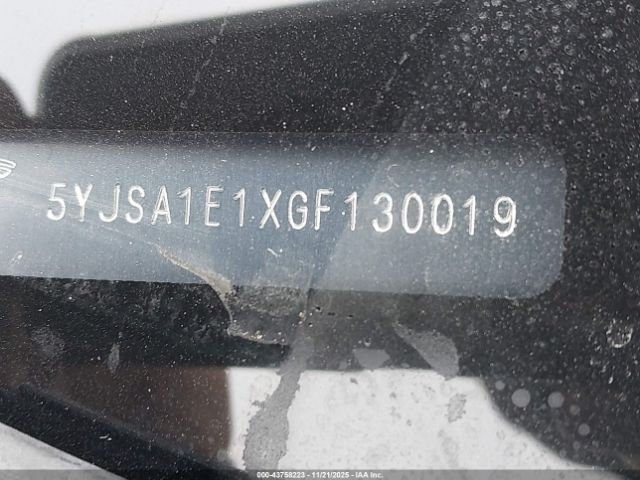 5YJSA1E1XGF130019
000-43758223 - 11/21/2025 - IAA Inc.